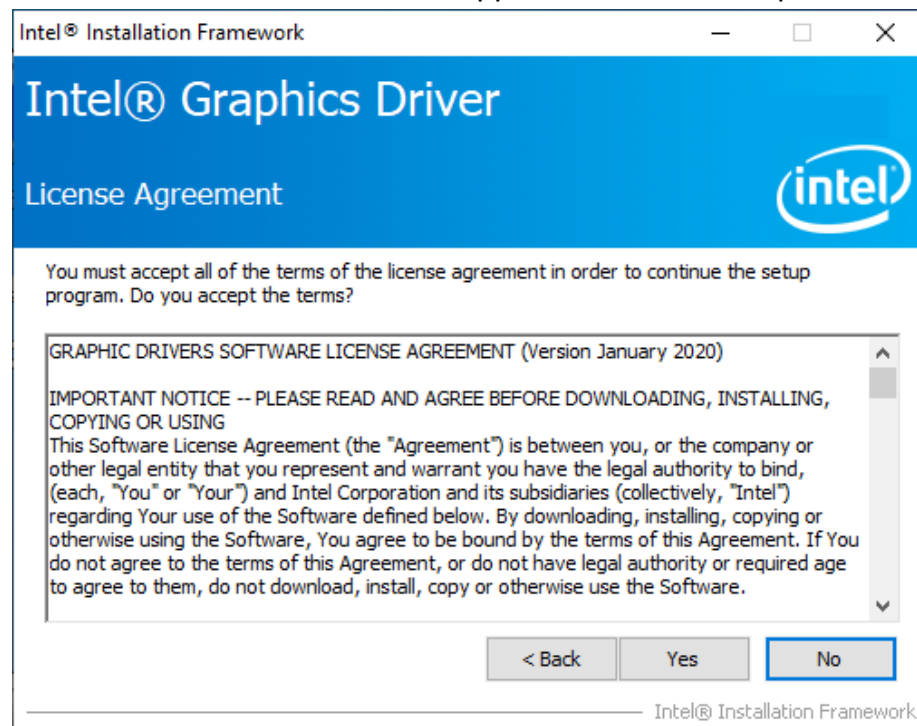 Intel® Installation Framework
Intel® Graphics Driver
License Agreement
intel
You must accept all of the terms of the license agreement in order to continue the setup
program. Do you accept the terms?
GRAPHIC DRIVERS SOFTWARE LICENSE AGREEMENT (Version January 2020)
IMPORTANT NOTICE -- PLEASE READ AND AGREE BEFORE DOWNLOADING, INSTALLING,
COPYING OR USING
This Software License Agreement (the "Agreement") is between you, or the company or
other legal entity that you represent and warrant you have the legal authority to bind,
(each, "You" or "Your") and Intel Corporation and its subsidiaries (collectively, "Intel")
regarding Your use of the Software defined below. By downloading, installing, copying or
otherwise using the Software, You agree to be bound by the terms of this Agreement. If You
do not agree to the terms of this Agreement, or do not have legal authority or required age
to agree to them, do not download, install, copy or otherwise use the Software.
< Back Yes No
Intel® Installation Framework